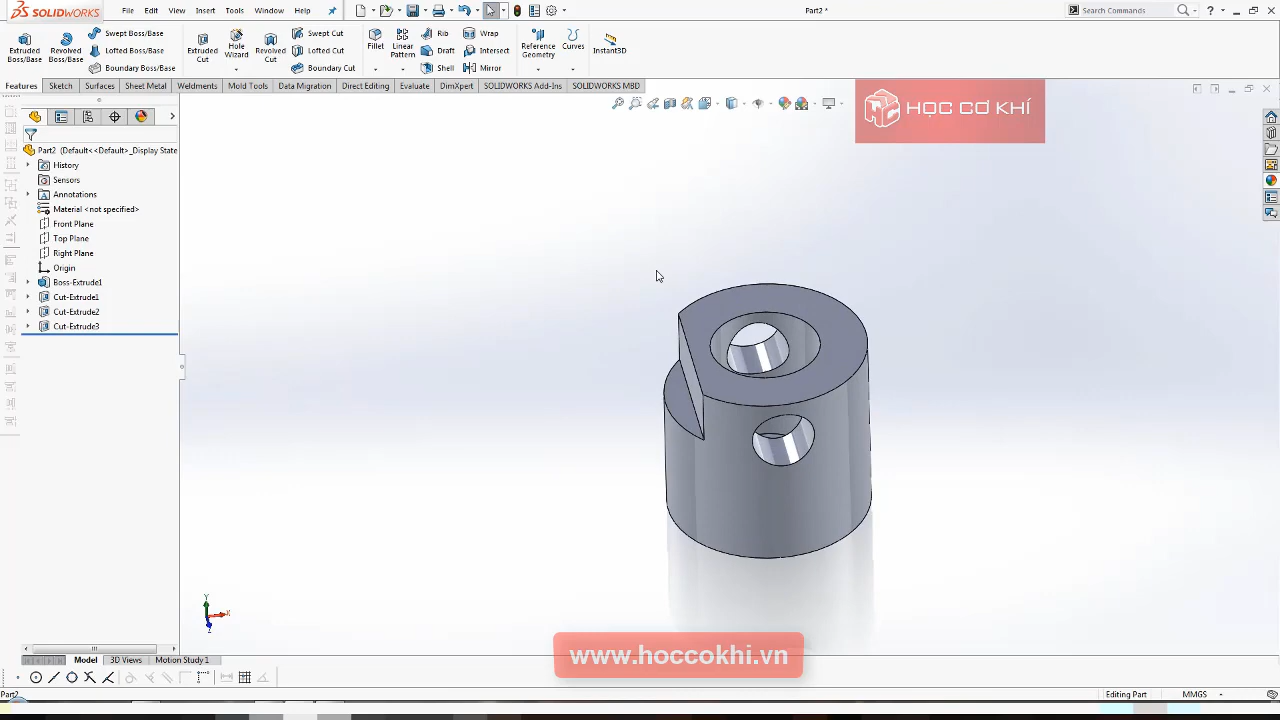 SOLIDWORKS File Edit View Insert Tools Window Help Part2 * Search Commands
Extruded Boss/Base
Revolved Boss/Base
Swept Boss/Base
Lofted Boss/Base
Boundary Boss/Base
Extruded Cut
Hole Wizard
Revolved Cut
Swept Cut
Lofted Cut
Boundary Cut
Fillet
Linear Pattern
Rib
Draft
Shell
Wrap
Intersect
Mirror
Reference Geometry
Curves
Instant3D
Features Sketch Surfaces Sheet Metal Weldments Mold Tools Data Migration Direct Editing Evaluate DimXpert SOLIDWORKS Add-Ins SOLIDWORKS MBD
HỌC CƠ KHÍ
Part2 (Default<<Default>_Display State
History
Sensors
Annotations
Material <not specified>
Front Plane
Top Plane
Right Plane
Origin
Boss-Extrude1
Cut-Extrude1
Cut-Extrude2
Cut-Extrude3
Y
X
Z
www.hoccokhi.vn
Model 3D Views Motion Study 1
Part2 Editing Part MMGS